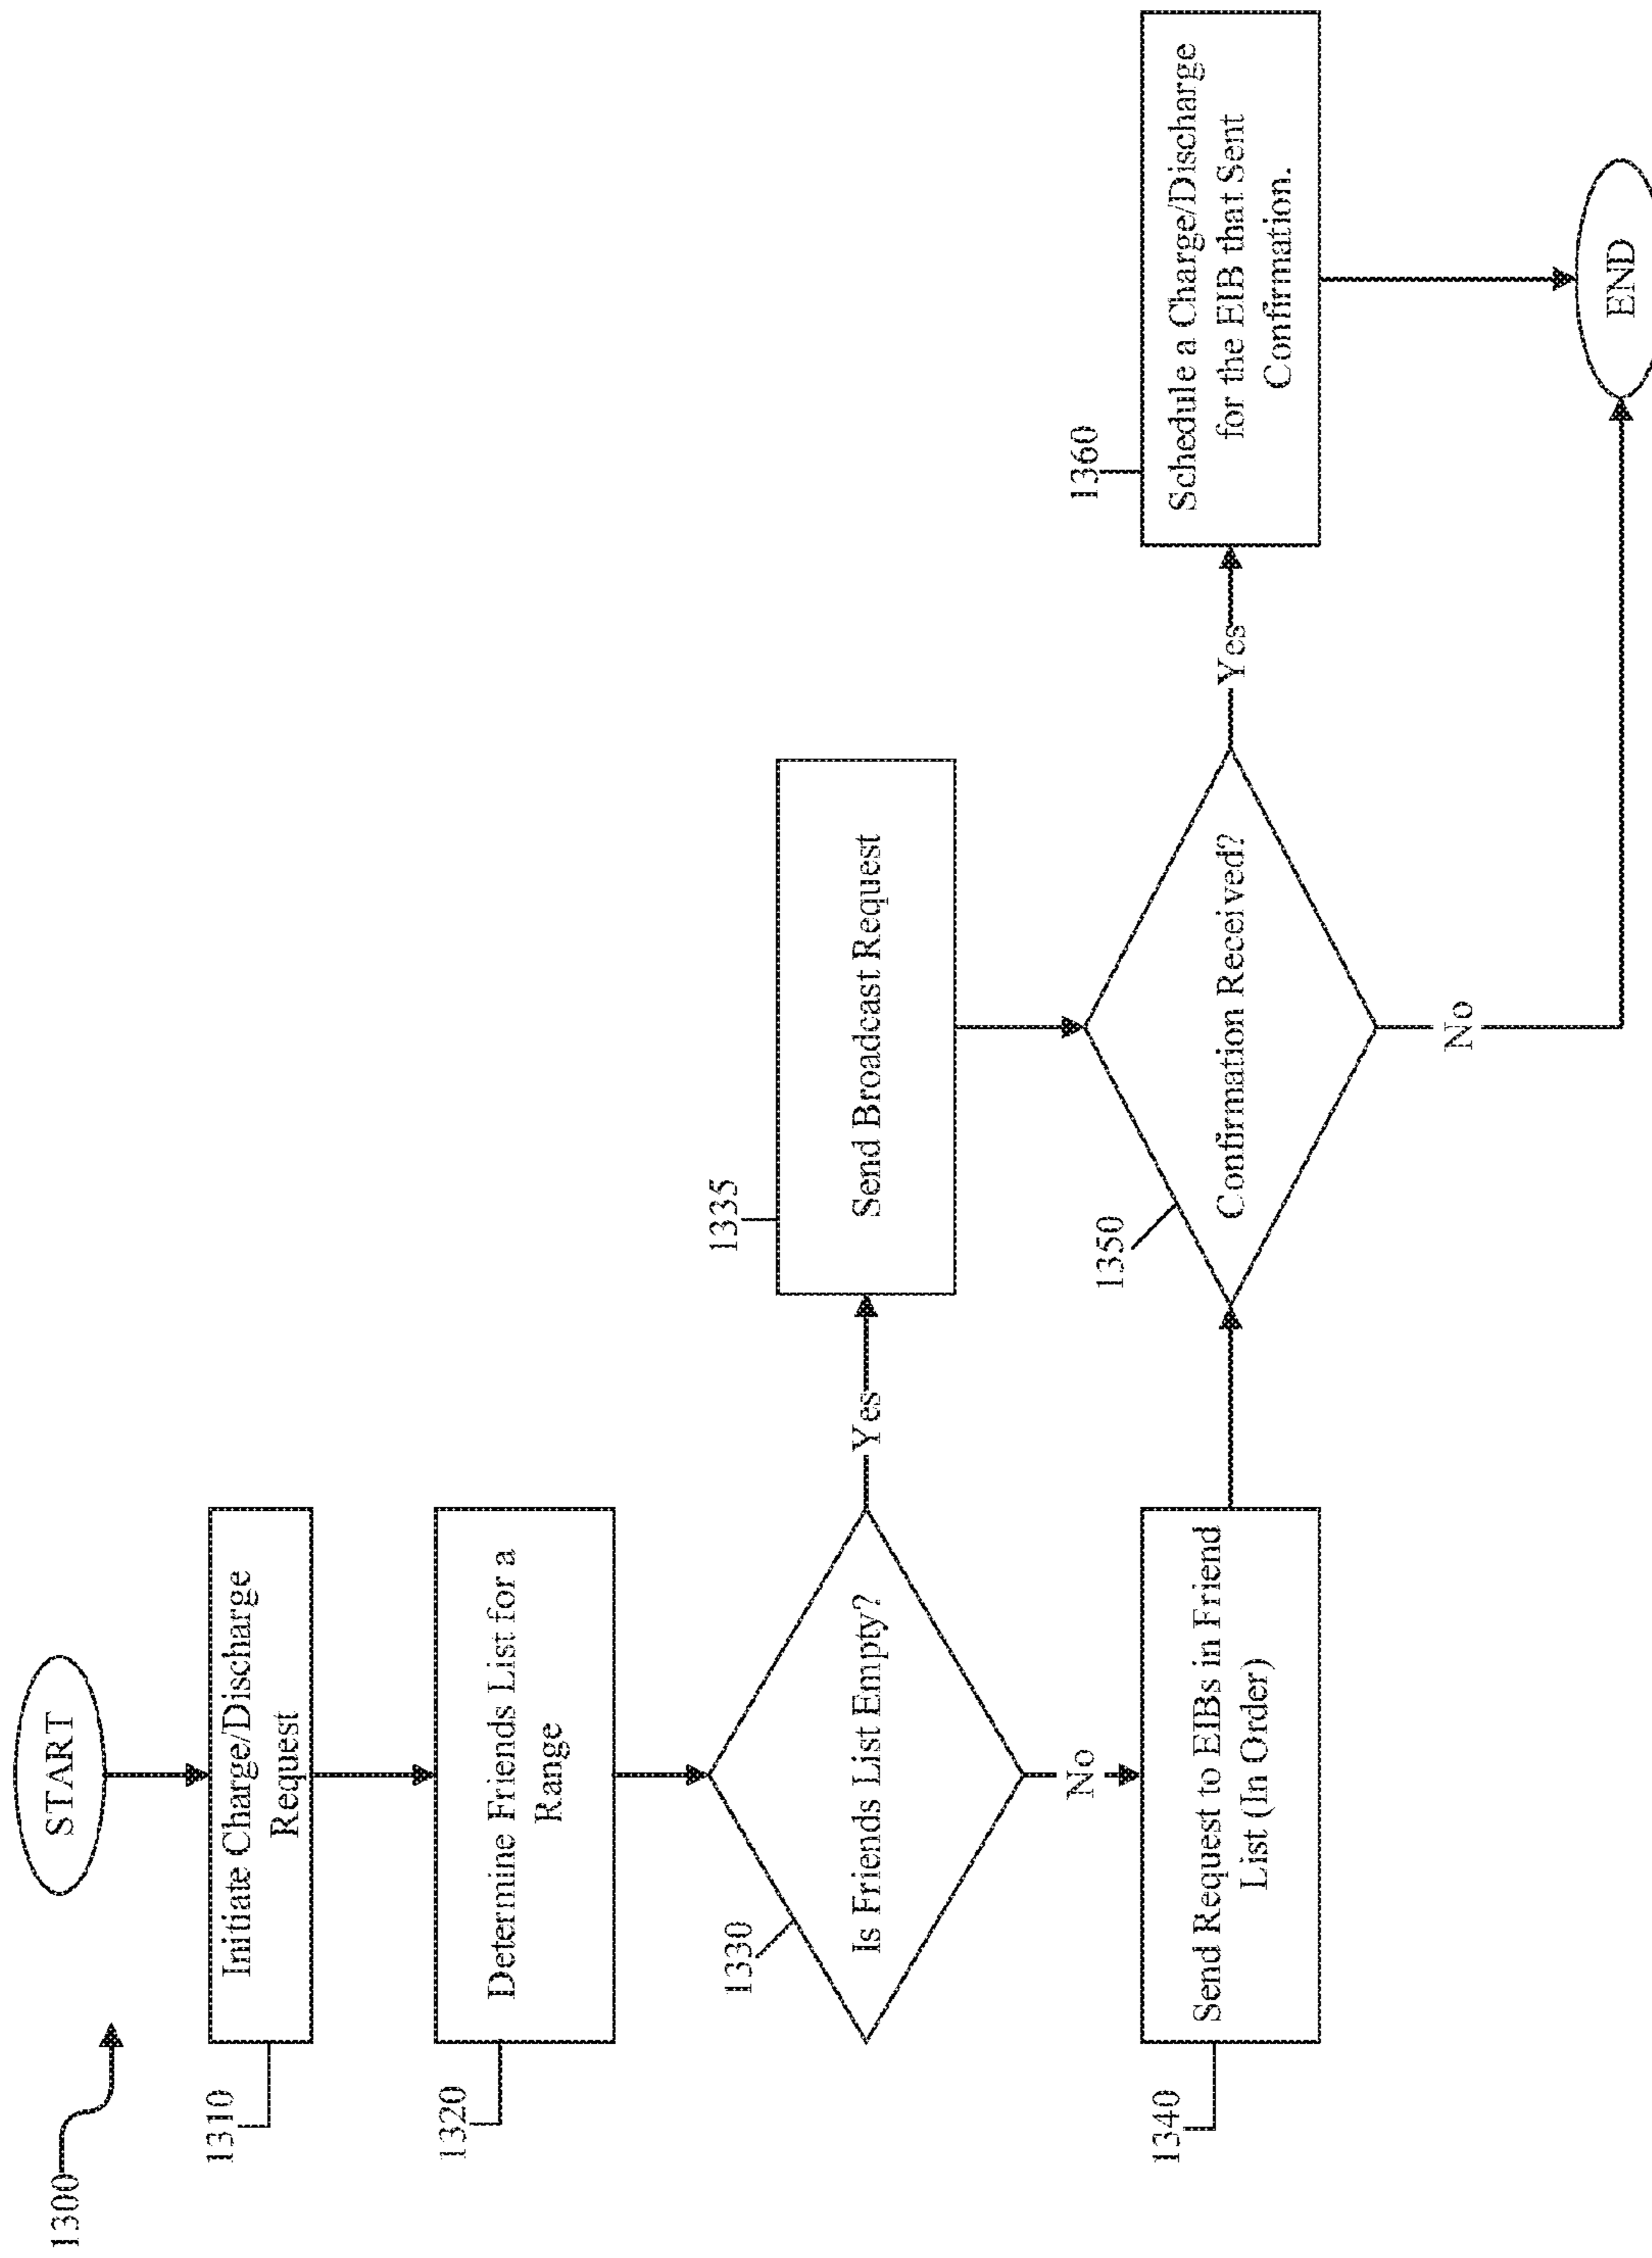 1300
START
1310
Initiate Charge/Discharge
Request
1320
Determine Friends List for a
Range
1330
Is Friends List Empty?
Yes
1335
Send Broadcast Request
No
1340
Send Request to EIBs in Friend
List (In Order)
1350
Confirmation Received?
Yes
1360
Schedule a Charge/Discharge
for the EIB that Sent
Confirmation.
No
END